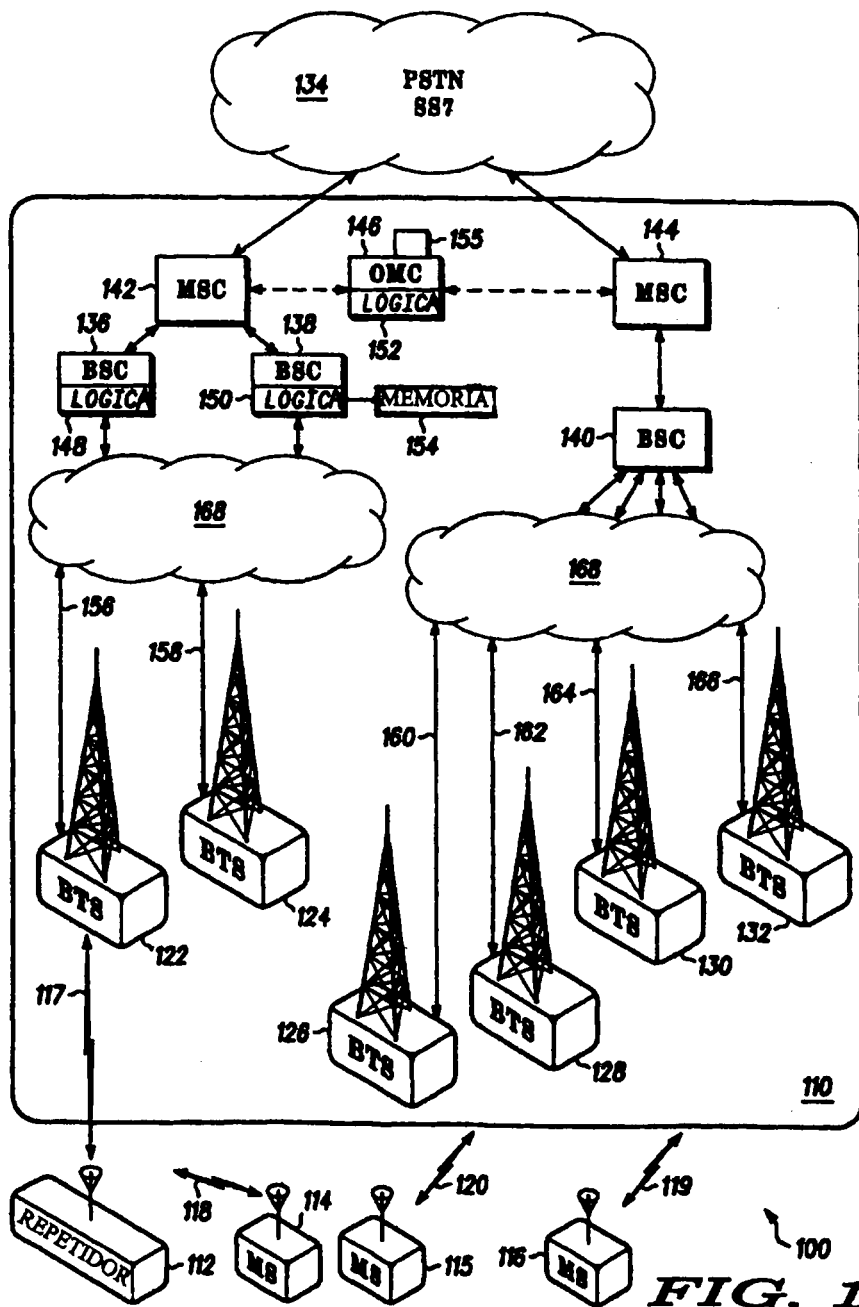 134 PSTN
SS7
146
155
144
142
MSC
OMC
LOGICA
152
MSC
136
138
BSC
LOGICA
148
150
BSC
LOGICA
MEMORIA
154
140
BSC
168
168
156
158
160
162
164
166
BTS
122
BTS
124
126
BTS
BTS
128
BTS
130
BTS
132
117
110
118
114
120
119
REPETIDOR
112
MS
MS
115
116
MS
100
FIG. 1